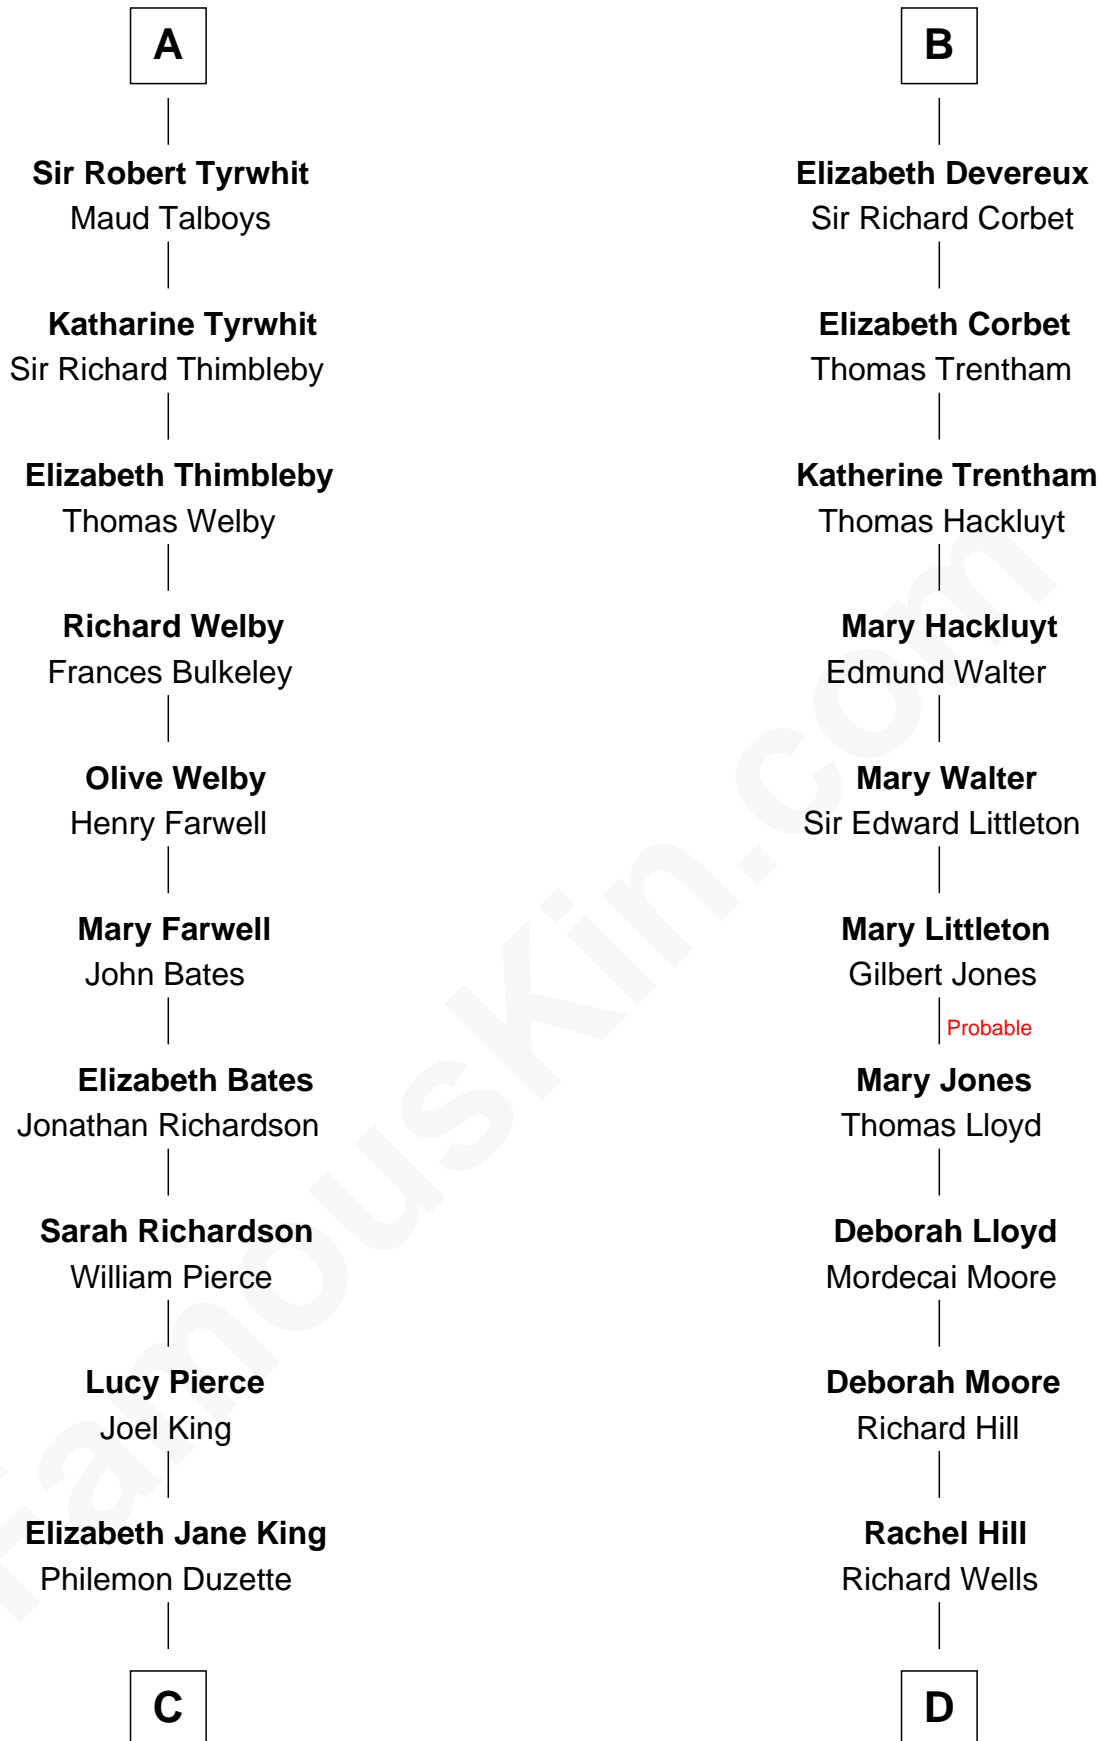 A
Sir Robert Tyrwhit
Maud Talboys
Katharine Tyrwhit
Sir Richard Thimbleby
Elizabeth Thimbleby
Thomas Welby
Richard Welby
Frances Bulkeley
Olive Welby
Henry Farwell
Mary Farwell
John Bates
Elizabeth Bates
Jonathan Richardson
Sarah Richardson
William Pierce
Lucy Pierce
Joel King
Elizabeth Jane King
Philemon Duzette
C
B
Elizabeth Devereux
Sir Richard Corbet
Elizabeth Corbet
Thomas Trentham
Katherine Trentham
Thomas Hackluyt
Mary Hackluyt
Edmund Walter
Mary Walter
Sir Edward Littleton
Mary Littleton
Gilbert Jones
Probable
Mary Jones
Thomas Lloyd
Deborah Lloyd
Mordecai Moore
Deborah Moore
Richard Hill
Rachel Hill
Richard Wells
D
FamousKin.com